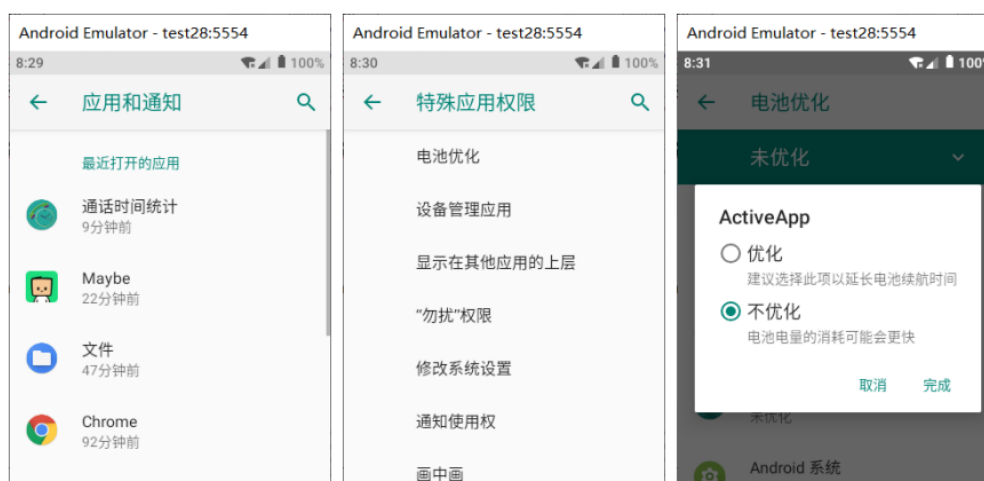 Android Emulator - test28:5554
8:29
100%
应用和通知
最近打开的应用
通话时间统计
9分钟前
Maybe
22分钟前
文件
47分钟前
Chrome
92分钟前
Android Emulator - test28:5554
8:30
100%
特殊应用权限
电池优化
设备管理应用
显示在其他应用的上层
“勿扰”权限
修改系统设置
通知使用权
画中画
Android Emulator - test28:5554
8:31
100%
电池优化
未优化
ActiveApp
优化
建议选择此项以延长电池续航时间
不优化
电池电量的消耗可能会更快
取消 完成
未优化
Android 系统